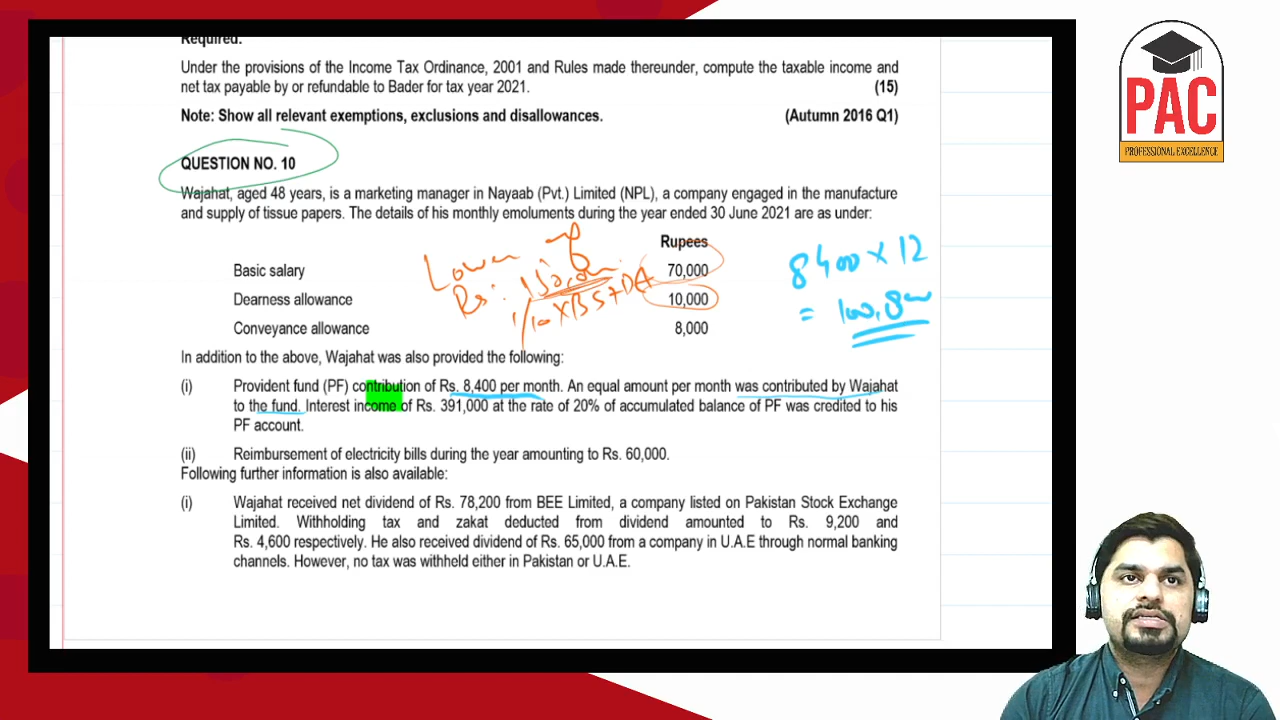 Required:
Under the provisions of the Income Tax Ordinance, 2001 and Rules made thereunder, compute the taxable income and
net tax payable by or refundable to Bader for tax year 2021. (15)
Note: Show all relevant exemptions, exclusions and disallowances. (Autumn 2016 Q1)
QUESTION NO. 10
Wajahat, aged 48 years, is a marketing manager in Nayaab (Pvt.) Limited (NPL), a company engaged in the manufacture
and supply of tissue papers. The details of his monthly emoluments during the year ended 30 June 2021 are as under:
Rupees
Basic salary 70,000
Dearness allowance 10,000
Conveyance allowance 8,000
Lower of
Rs. 150,000
1/10 x BS + DA
8400 x 12
= 100,800
In addition to the above, Wajahat was also provided the following:
(i) Provident fund (PF) contribution of Rs. 8,400 per month. An equal amount per month was contributed by Wajahat
to the fund. Interest income of Rs. 391,000 at the rate of 20% of accumulated balance of PF was credited to his
PF account.
(ii) Reimbursement of electricity bills during the year amounting to Rs. 60,000.
Following further information is also available:
(i) Wajahat received net dividend of Rs. 78,200 from BEE Limited, a company listed on Pakistan Stock Exchange
Limited. Withholding tax and zakat deducted from dividend amounted to Rs. 9,200 and
Rs. 4,600 respectively. He also received dividend of Rs. 65,000 from a company in U.A.E through normal banking
channels. However, no tax was withheld either in Pakistan or U.A.E.
PAC
PROFESSIONAL EXCELLENCE